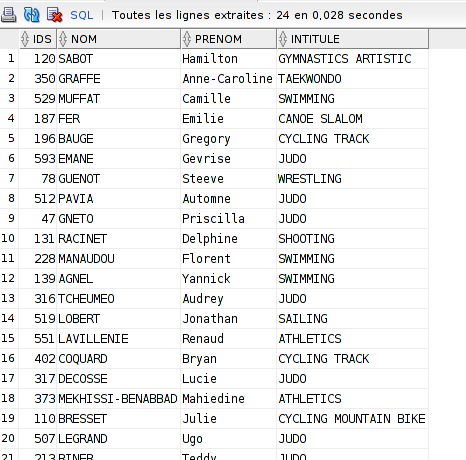 SQL | Toutes les lignes extraites : 24 en 0,028 secondes
IDS NOM PRENOM INTITULE
1 120 SABOT Hamilton GYMNASTICS ARTISTIC
2 350 GRAFFE Anne-Caroline TAEKWONDO
3 529 MUFFAT Camille SWIMMING
4 187 FER Emilie CANOE SLALOM
5 196 BAUGE Gregory CYCLING TRACK
6 593 EMANE Gevrise JUDO
7 78 GUENOT Steeve WRESTLING
8 512 PAVIA Automne JUDO
9 47 GNETO Priscilla JUDO
10 131 RACINET Delphine SHOOTING
11 228 MANAUDOU Florent SWIMMING
12 139 AGNEL Yannick SWIMMING
13 316 TCHEUMEO Audrey JUDO
14 519 LOBERT Jonathan SAILING
15 551 LAVILLENIE Renaud ATHLETICS
16 402 COQUARD Bryan CYCLING TRACK
17 317 DECOSSE Lucie JUDO
18 373 MEKHISSI-BENABBAD Mahiedine ATHLETICS
19 110 BRESSET Julie CYCLING MOUNTAIN BIKE
20 507 LEGRAND Ugo JUDO
21 213 RINER Teddy JUDO